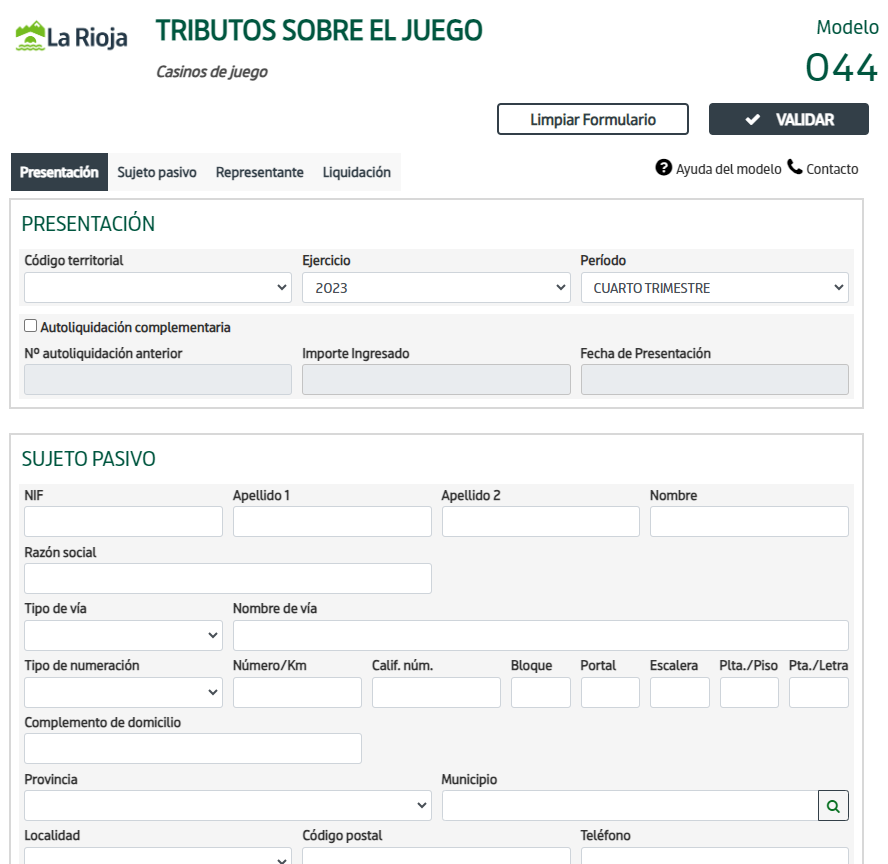 La Rioja
TRIBUTOS SOBRE EL JUEGO
Casinos de juego
Modelo
044
Limpiar Formulario
VALIDAR
Presentación Sujeto pasivo Representante Liquidación
Ayuda del modelo Contacto
PRESENTACIÓN
Código territorial Ejercicio Período
2023 CUARTO TRIMESTRE
Autoliquidación complementaria
Nº autoliquidación anterior Importe Ingresado Fecha de Presentación
SUJETO PASIVO
NIF Apellido 1 Apellido 2 Nombre
Razón social
Tipo de vía Nombre de vía
Tipo de numeración Número/Km Calif. núm. Bloque Portal Escalera Plta./Piso Pta./Letra
Complemento de domicilio
Provincia Municipio
Localidad Código postal Teléfono